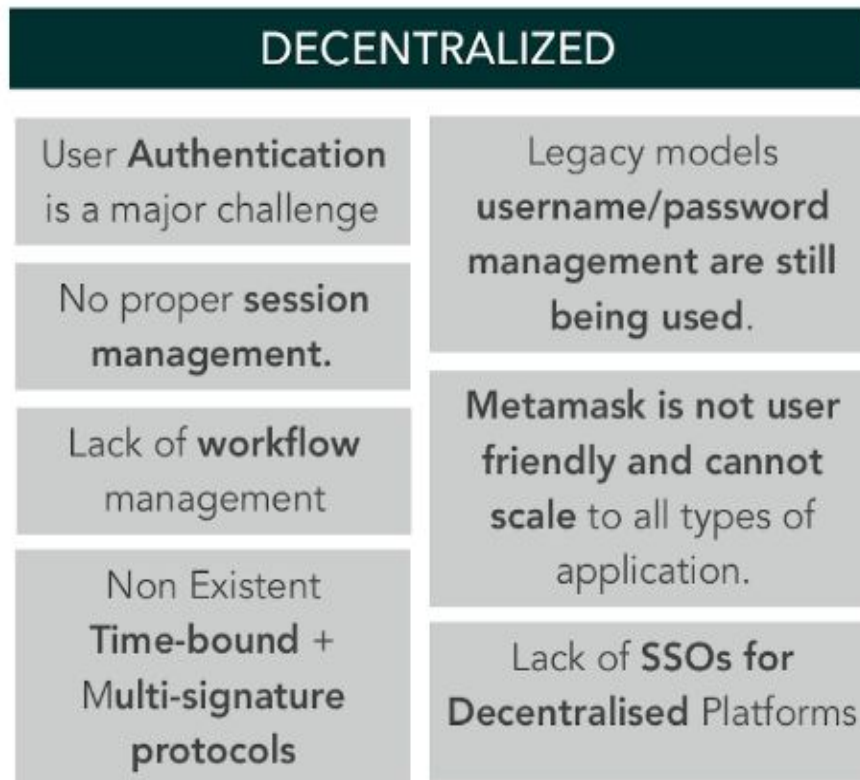 DECENTRALIZED
User Authentication
is a major challenge
No proper session
management.
Lack of workflow
management
Non Existent
Time-bound +
Multi-signature
protocols
Legacy models
username/password
management are still
being used.
Metamask is not user
friendly and cannot
scale to all types of
application.
Lack of SSOs for
Decentralised Platforms